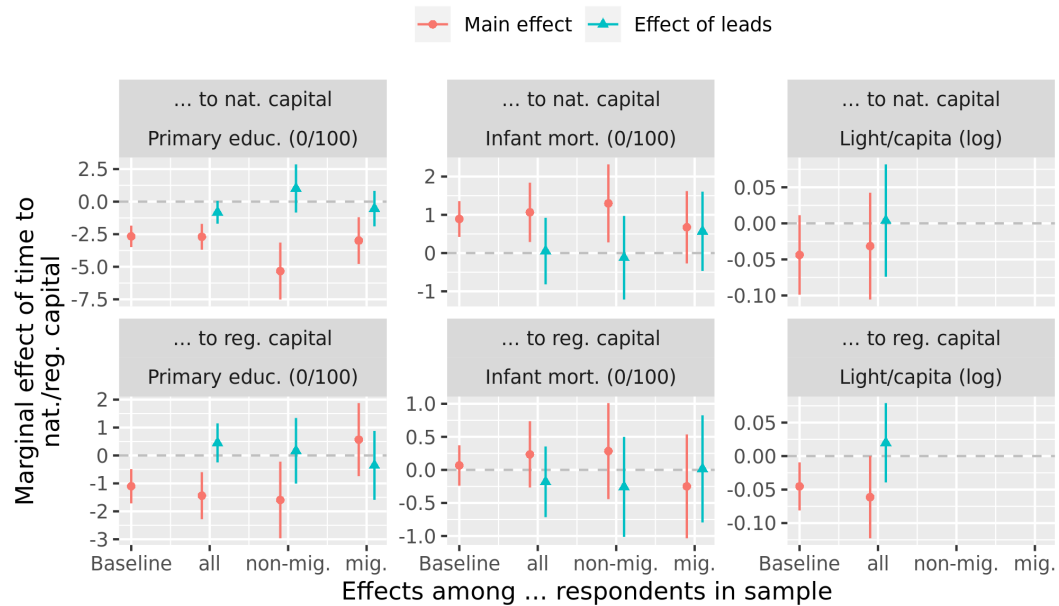 Main effect
Effect of leads
... to nat. capital
... to nat. capital
... to nat. capital
Primary educ. (0/100)
Infant mort. (0/100)
Light/capita (log)
2.5
0.0
-2.5
-5.0
-7.5
2
1
0
-1
0.05
0.00
-0.05
-0.10
... to reg. capital
... to reg. capital
... to reg. capital
Primary educ. (0/100)
Infant mort. (0/100)
Light/capita (log)
2
1
0
-1
-2
-3
1.0
0.5
0.0
-0.5
-1.0
0.05
0.00
-0.05
-0.10
Baseline all non-mig. mig.
Baseline all non-mig. mig.
Baseline all non-mig. mig.
Marginal effect of time to
nat./reg. capital
Effects among ... respondents in sample